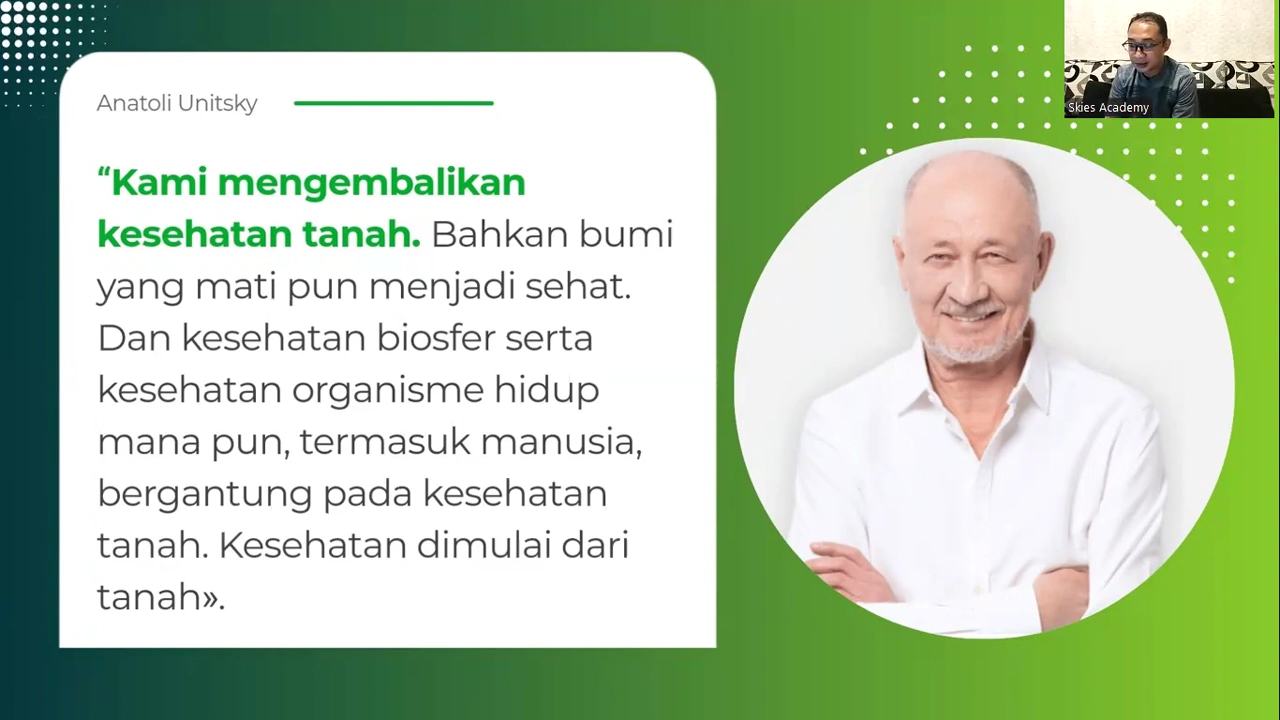 Anatoli Unitsky
“Kami mengembalikan
kesehatan tanah. Bahkan bumi
yang mati pun menjadi sehat.
Dan kesehatan biosfer serta
kesehatan organisme hidup
mana pun, termasuk manusia,
bergantung pada kesehatan
tanah. Kesehatan dimulai dari
tanah».
Skies Academy